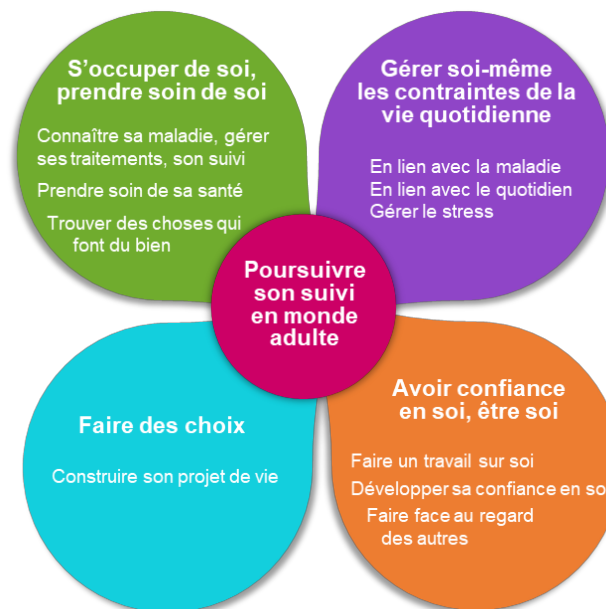 S'occuper de soi,
prendre soin de soi
Connaître sa maladie, gérer
ses traitements, son suivi
Prendre soin de sa santé
Trouver des choses qui
font du bien
Gérer soi-même
les contraintes de la
vie quotidienne
En lien avec la maladie
En lien avec le quotidien
Gérer le stress
Poursuivre
son suivi
en monde
adulte
Faire des choix
Construire son projet de vie
Avoir confiance
en soi, être soi
Faire un travail sur soi
Développer sa confiance en so
Faire face au regard
des autres